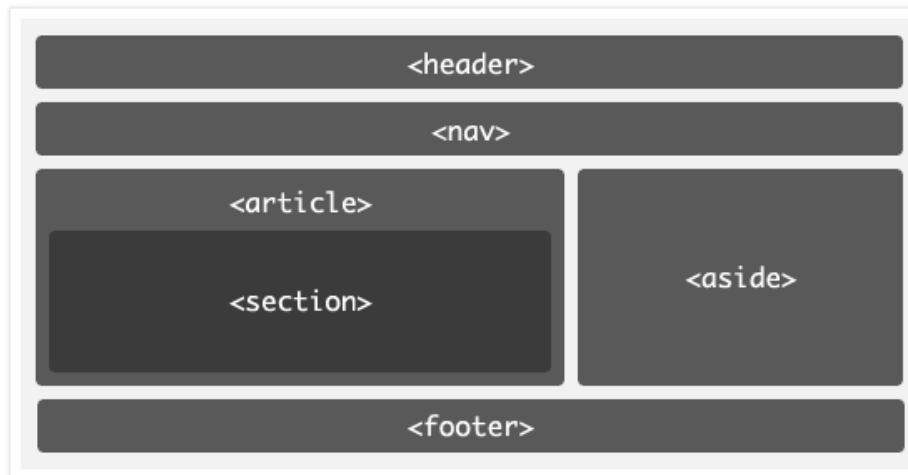 <header>
<nav>
<article>
<section>
<aside>
<footer>